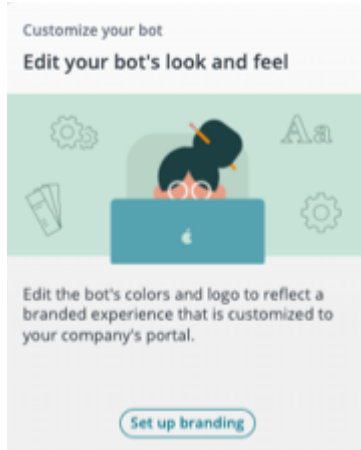 Customize your bot
Edit your bot's look and feel
Aa
Edit the bot's colors and logo to reflect a
branded experience that is customized to
your company's portal.
Set up branding